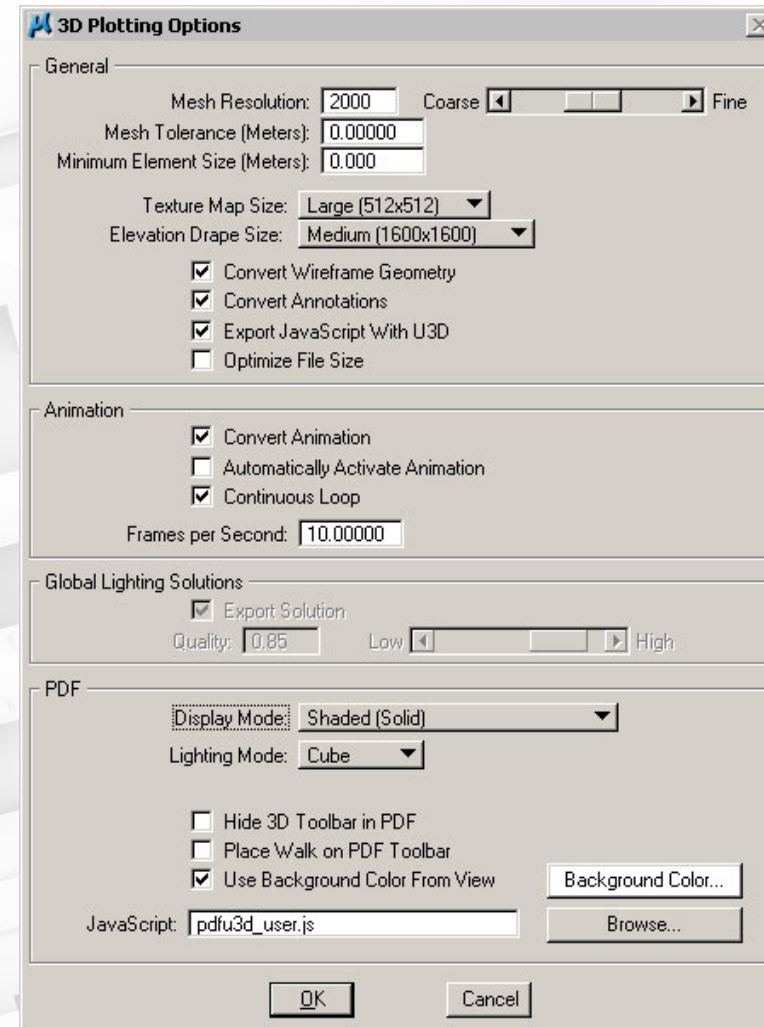 3D Plotting Options
General
Mesh Resolution: 2000 Coarse Fine
Mesh Tolerance (Meters): 0.00000
Minimum Element Size (Meters): 0.000
Texture Map Size: Large (512x512)
Elevation Drape Size: Medium (1600x1600)
Convert Wireframe Geometry
Convert Annotations
Export JavaScript With U3D
Optimize File Size
Animation
Convert Animation
Automatically Activate Animation
Continuous Loop
Frames per Second: 10.00000
Global Lighting Solutions
Export Solution
Quality: 0.85 Low High
PDF
Display Mode: Shaded (Solid)
Lighting Mode: Cube
Hide 3D Toolbar in PDF
Place Walk on PDF Toolbar
Use Background Color From View Background Color...
JavaScript: pdfu3d_user.js Browse...
OK Cancel